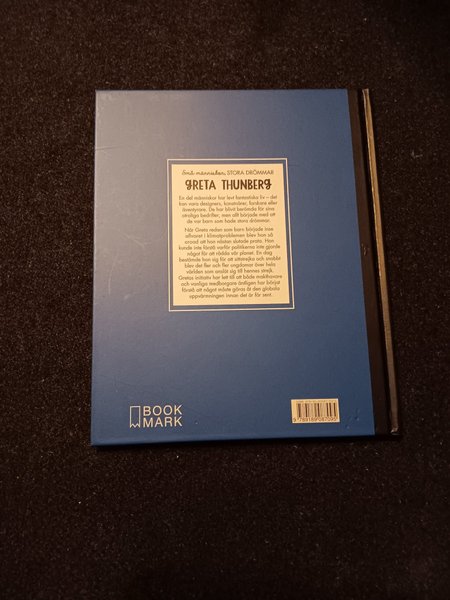 Små människor, STORA DRÖMMAR
GRETA THUNBERG
En del människor har levt fantastiska liv – det
kan vara designers, konstnärer, forskare eller
äventyrare. De har blivit berömda för sina
otroliga bedrifter, men allt började med att
de var barn som hade stora drömmar.
När Greta redan som barn började inse
allvaret i klimatproblemen blev hon så
oroad att hon nästan slutade prata. Hon
kunde inte förstå varför politikerna inte gjorde
något för att rädda vår planet. En dag
bestämde hon sig för att sittstrejka och snabbt
blev det fler och fler ungdomar över hela
världen som anslöt sig till hennes strejk.
Gretas initiativ har lett till att både makthavare
och vanliga medborgare äntligen har börjat
förstå att något måste göras åt den globala
uppvärmningen innan det är för sent.
BOOK
MARK
9 789189 087095